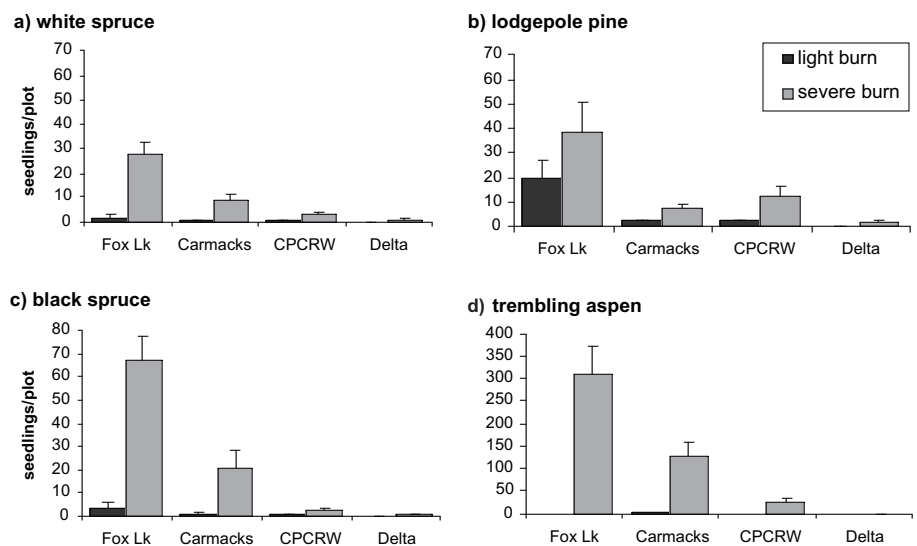 a) white spruce
70
60
50
40
30
20
10
0
seedlings/plot
Fox Lk Carmacks CPCRW Delta
b) lodgepole pine
70
60
50
40
30
20
10
0
light burn
severe burn
Fox Lk Carmacks CPCRW Delta
c) black spruce
80
70
60
50
40
30
20
10
0
seedlings/plot
Fox Lk Carmacks CPCRW Delta
d) trembling aspen
400
350
300
250
200
150
100
50
0
Fox Lk Carmacks CPCRW Delta